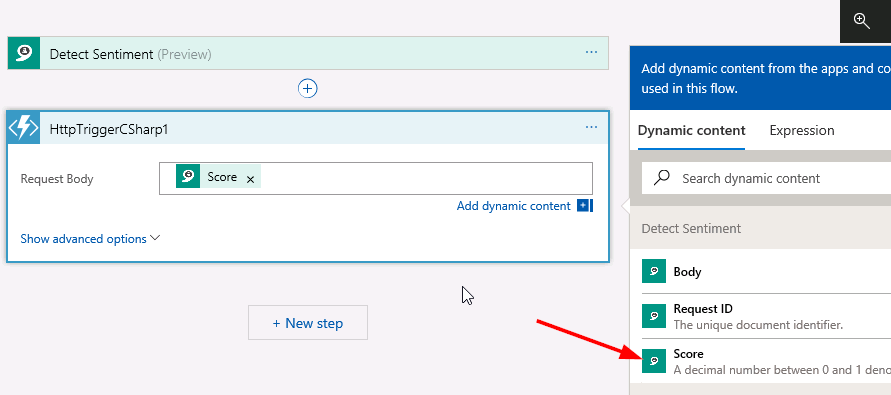 Detect Sentiment (Preview)
HttpTriggerCSharp1
Request Body
Score ×
Add dynamic content
Show advanced options
+ New step
Add dynamic content from the apps and co
used in this flow.
Dynamic content Expression
Search dynamic content
Detect Sentiment
Body
Request ID
The unique document identifier.
Score
A decimal number between 0 and 1 deno